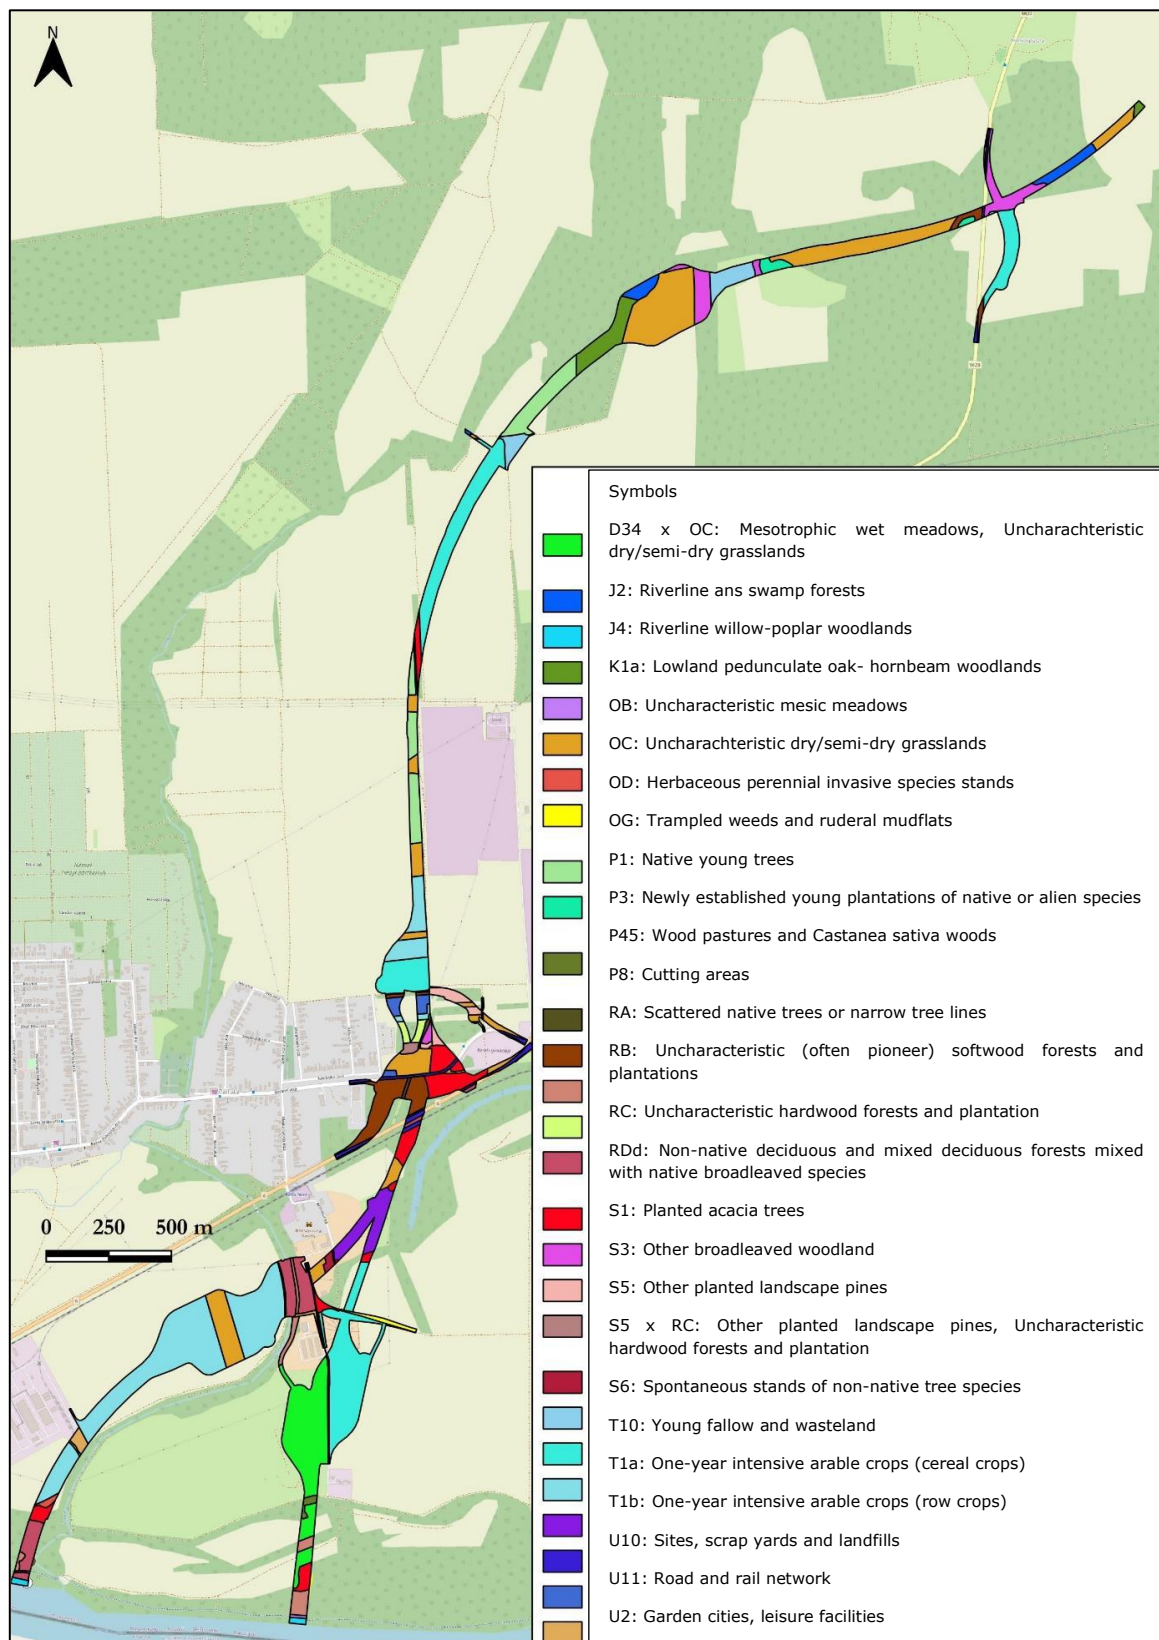 N
Symbols
D34 x OC: Mesotrophic wet meadows, Uncharachteristic
dry/semi-dry grasslands
J2: Riverline ans swamp forests
J4: Riverline willow-poplar woodlands
K1a: Lowland pedunculate oak- hornbeam woodlands
OB: Uncharacteristic mesic meadows
OC: Uncharachteristic dry/semi-dry grasslands
OD: Herbaceous perennial invasive species stands
OG: Trampled weeds and ruderal mudflats
P1: Native young trees
P3: Newly established young plantations of native or alien species
P45: Wood pastures and Castanea sativa woods
P8: Cutting areas
RA: Scattered native trees or narrow tree lines
RB: Uncharacteristic (often pioneer) softwood forests and
plantations
RC: Uncharacteristic hardwood forests and plantation
RDd: Non-native deciduous and mixed deciduous forests mixed
with native broadleaved species
S1: Planted acacia trees
S3: Other broadleaved woodland
S5: Other planted landscape pines
S5 x RC: Other planted landscape pines, Uncharacteristic
hardwood forests and plantation
S6: Spontaneous stands of non-native tree species
T10: Young fallow and wasteland
T1a: One-year intensive arable crops (cereal crops)
T1b: One-year intensive arable crops (row crops)
U10: Sites, scrap yards and landfills
U11: Road and rail network
U2: Garden cities, leisure facilities
0 250 500 m